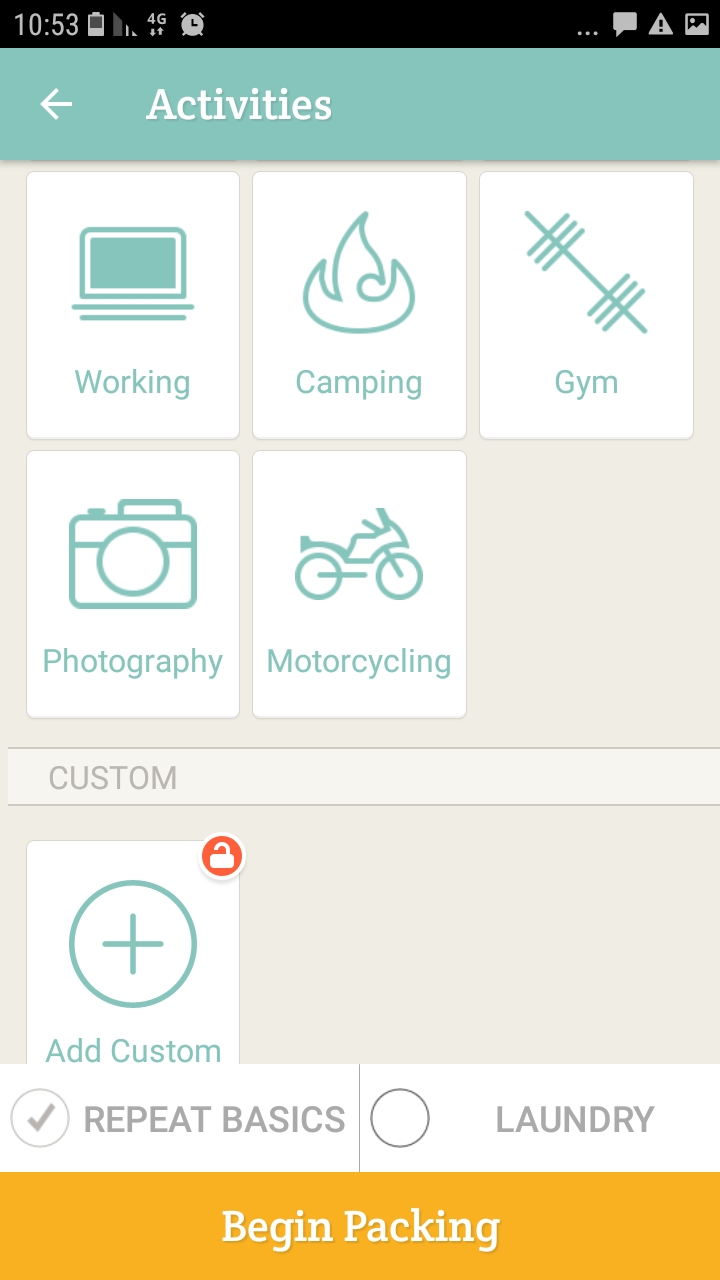 10:53 4G ...
Activities
Working Camping Gym
Photography Motorcycling
CUSTOM
Add Custom
REPEAT BASICS LAUNDRY
Begin Packing